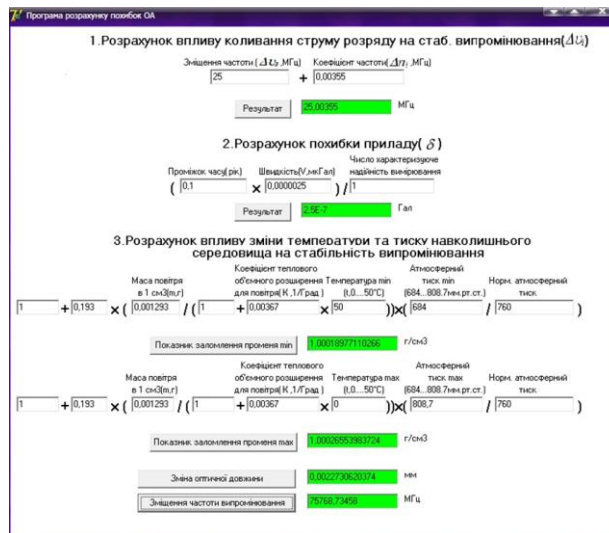 Програма розрахунку похибок ОА
1.Розрахунок впливу коливання струму розряду на стаб. випромінювання(Δυᵢ)
Зміщення частоти( Δυ, ,МГц) Коефіцієнт частоти(Δn, ,МГц)
25 + 0,00355
Результат 25,00355 МГц
2.Розрахунок похибки приладу( δ )
Число характеризуюче
Проміжок часу(рік) Швидкість(V,мкГал) надійність вимірювання
( 0,1 × 0,0000025 ) / 1
Результат 2,5E-7 Гал
3.Розрахунок впливу зміни температури та тиску навколишнього
середовища на стабільність випромінювання
Коефіцієнт теплового Атмосферний
Маса повітря об'ємного розширення Температура min тиск min Норм. атмосферний
в 1 см3(m,г) для повітря( К ,1/Град ) (t,0....50°С) (684...808.7мм.рт.ст.) тиск
1 + 0,193 × ( 0,001293 / ( 1 + 0,00367 × 50 ))×( 684 / 760 )
Показник заломлення променя min 1,00018977110266 г/см3
Коефіцієнт теплового Атмосферний
Маса повітря об'ємного розширення Температура max тиск max Норм. атмосферний
в 1 см3(m,г) для повітря( К ,1/Град ) (t,0....50°С) (684...808.7мм.рт.ст.) тиск
1 + 0,193 × ( 0,001293 / ( 1 + 0,00367 × 0 ))×( 808,7 / 760 )
Показник заломлення променя max 1,00026553983724 г/см3
Зміна оптичної довжини 0,0022730620374 мм
Зміщення частоти випромінювання 75768,73458 МГц